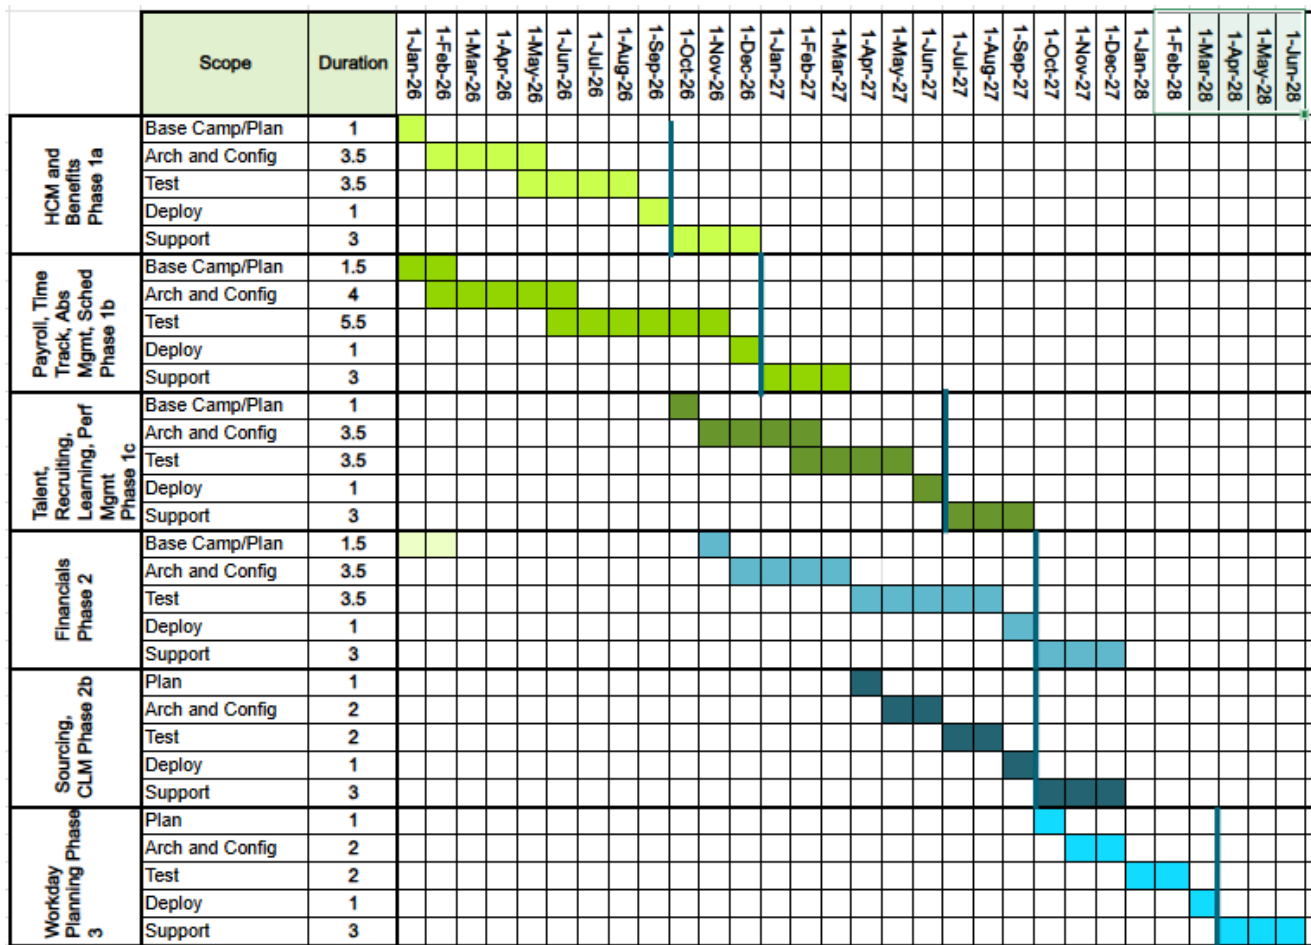 Scope
Duration
1-Jan-26
1-Feb-26
1-Mar-26
1-Apr-26
1-May-26
1-Jun-26
1-Jul-26
1-Aug-26
1-Sep-26
1-Oct-26
1-Nov-26
1-Dec-26
1-Jan-27
1-Feb-27
1-Mar-27
1-Apr-27
1-May-27
1-Jun-27
1-Jul-27
1-Aug-27
1-Sep-27
1-Oct-27
1-Nov-27
1-Dec-27
1-Jan-28
1-Feb-28
1-Mar-28
1-Apr-28
1-May-28
1-Jun-28
HCM and
Benefits
Phase 1a
Base Camp/Plan 1
Arch and Config 3.5
Test 3.5
Deploy 1
Support 3
Payroll, Time
Track, Abs
Mgmt, Sched
Phase 1b
Base Camp/Plan 1.5
Arch and Config 4
Test 5.5
Deploy 1
Support 3
Talent,
Recruiting,
Learning, Perf
Mgmt
Phase 1c
Base Camp/Plan 1
Arch and Config 3.5
Test 3.5
Deploy 1
Support 3
Financials
Phase 2
Base Camp/Plan 1.5
Arch and Config 3.5
Test 3.5
Deploy 1
Support 3
Sourcing,
CLM Phase 2b
Plan 1
Arch and Config 2
Test 2
Deploy 1
Support 3
Workday
Planning Phase
3
Plan 1
Arch and Config 2
Test 2
Deploy 1
Support 3